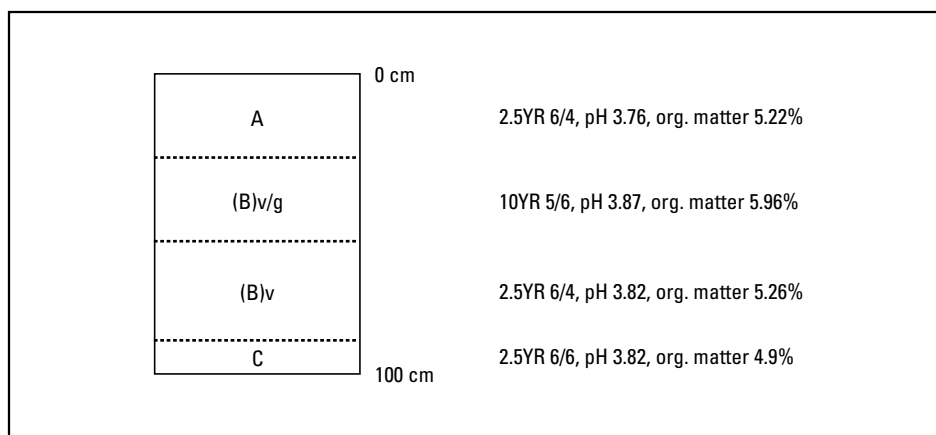 0 cm
A
2.5YR 6/4, pH 3.76, org. matter 5.22%
(B)v/g
10YR 5/6, pH 3.87, org. matter 5.96%
(B)v
2.5YR 6/4, pH 3.82, org. matter 5.26%
C
2.5YR 6/6, pH 3.82, org. matter 4.9%
100 cm